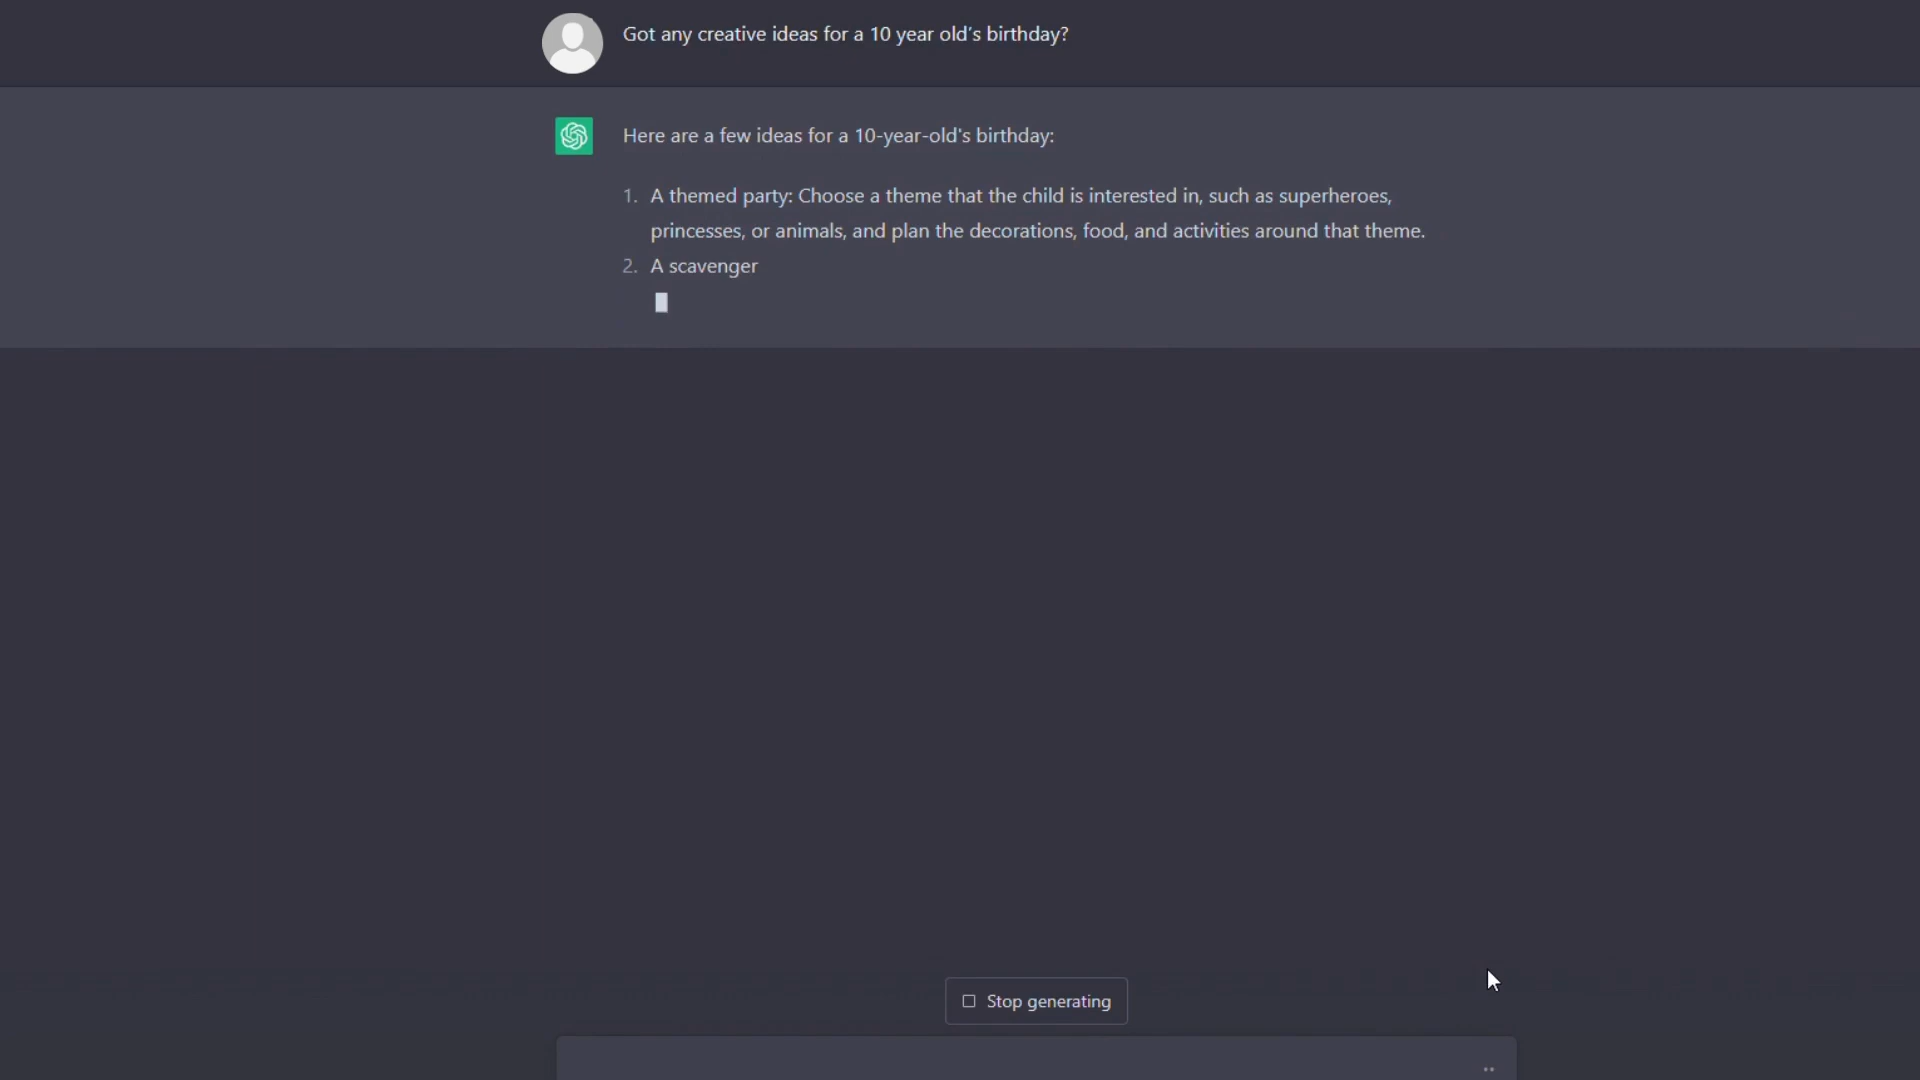 Got any creative ideas for a 10 year old's birthday?
Here are a few ideas for a 10-year-old's birthday:
1. A themed party: Choose a theme that the child is interested in, such as superheroes,
princesses, or animals, and plan the decorations, food, and activities around that theme.
2. A scavenger
Stop generating